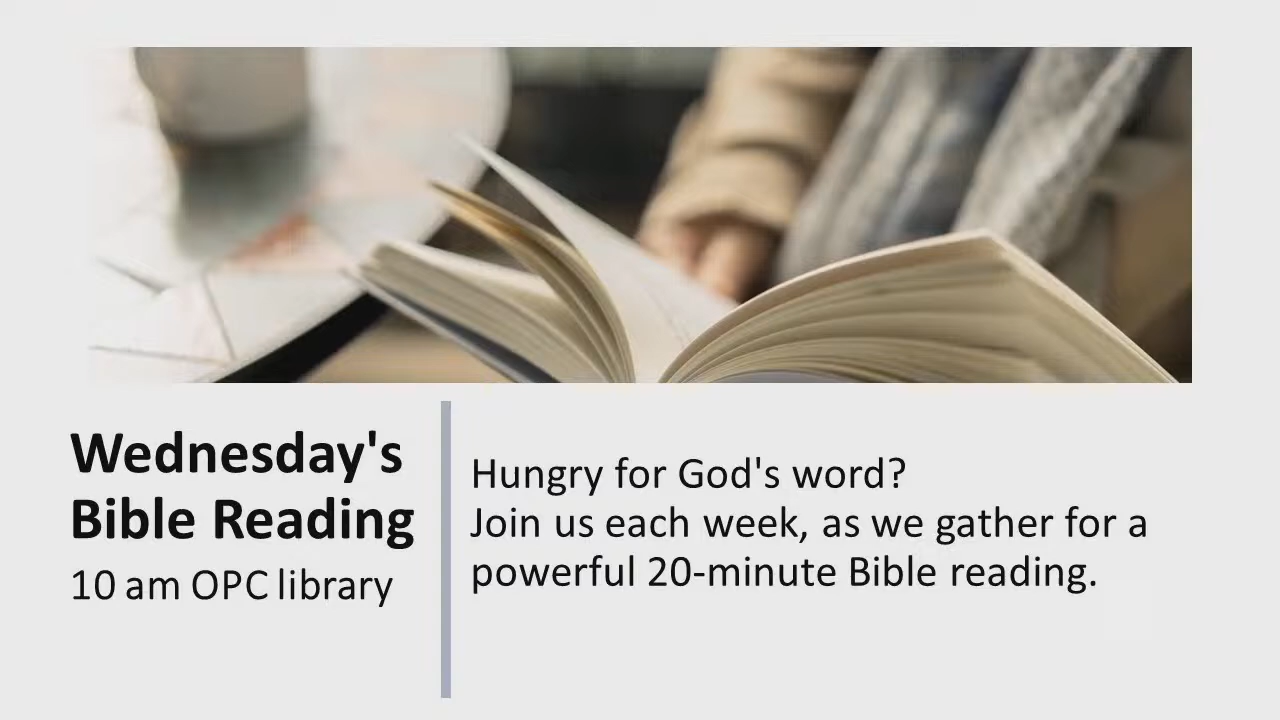 Wednesday's
Bible Reading
10 am OPC library
Hungry for God's word?
Join us each week, as we gather for a
powerful 20-minute Bible reading.